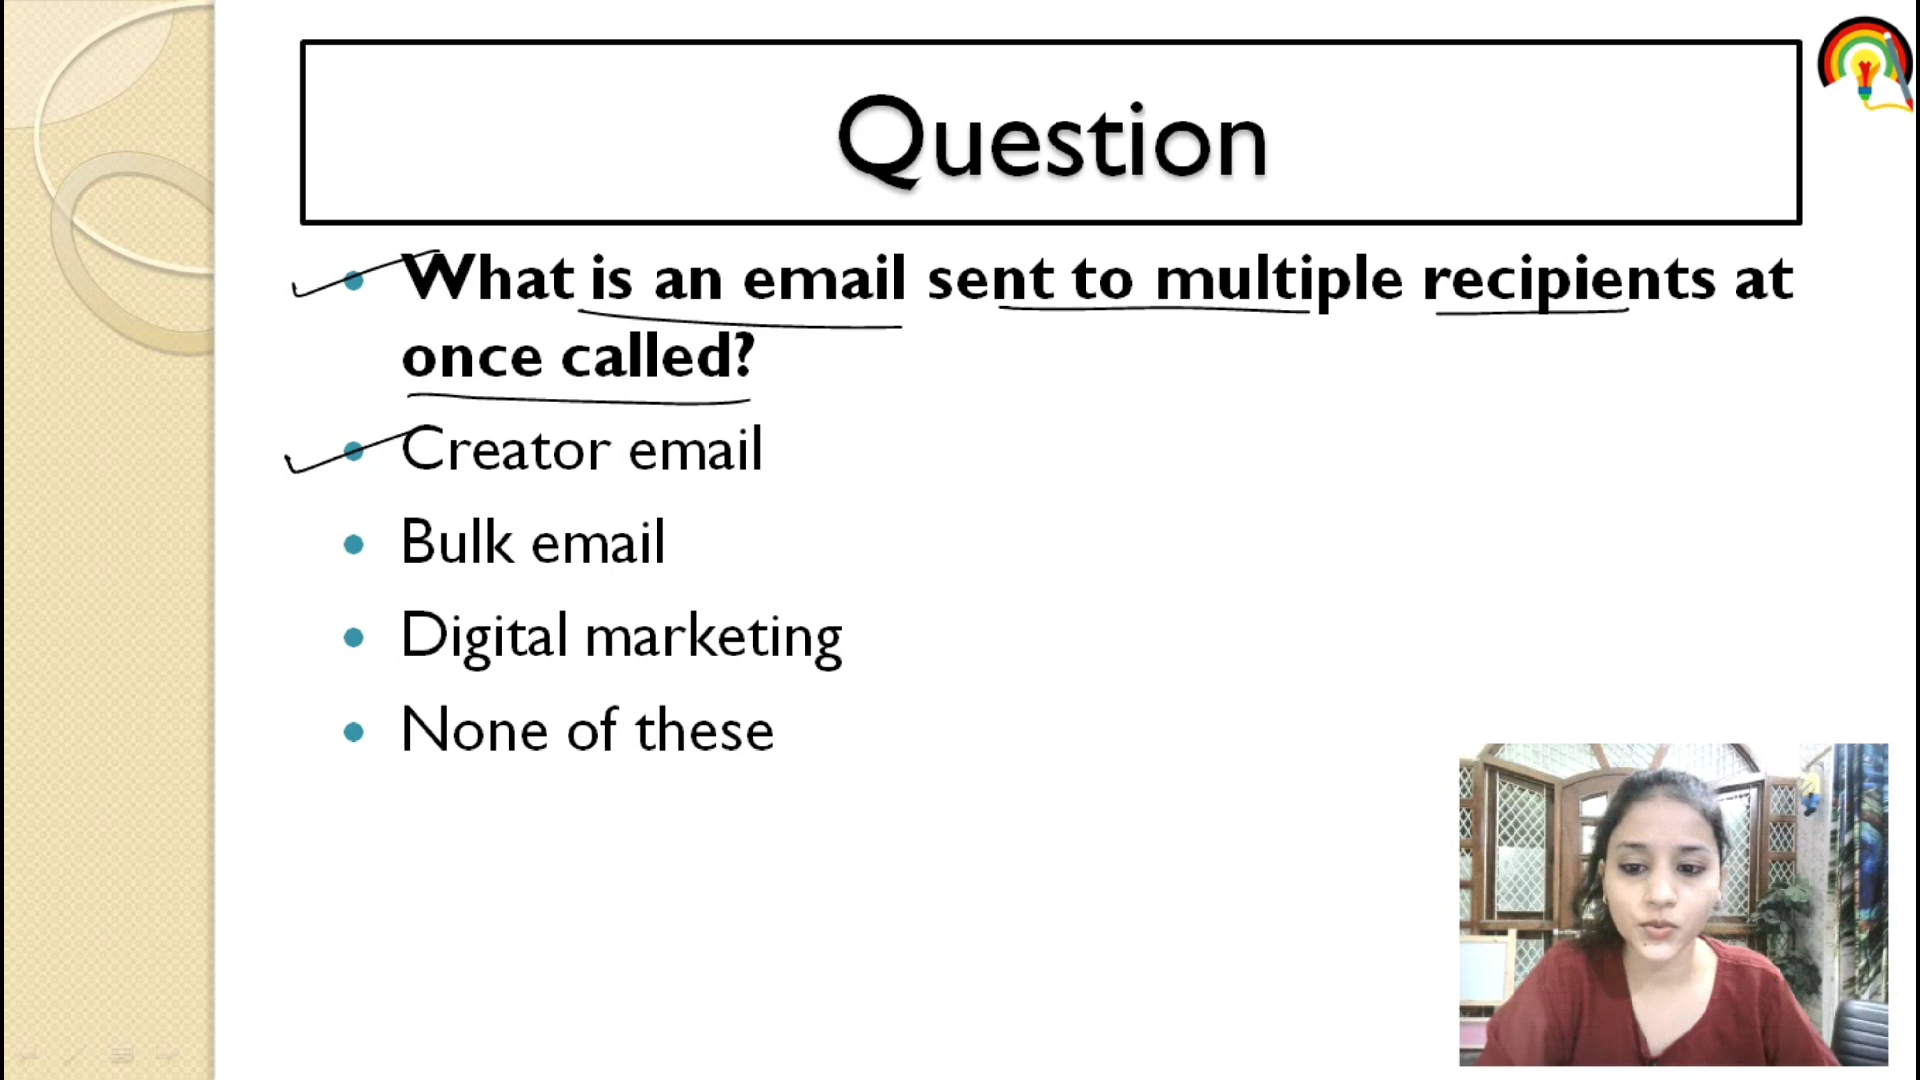 Question
What is an email sent to multiple recipients at
once called?
Creator email
Bulk email
Digital marketing
None of these